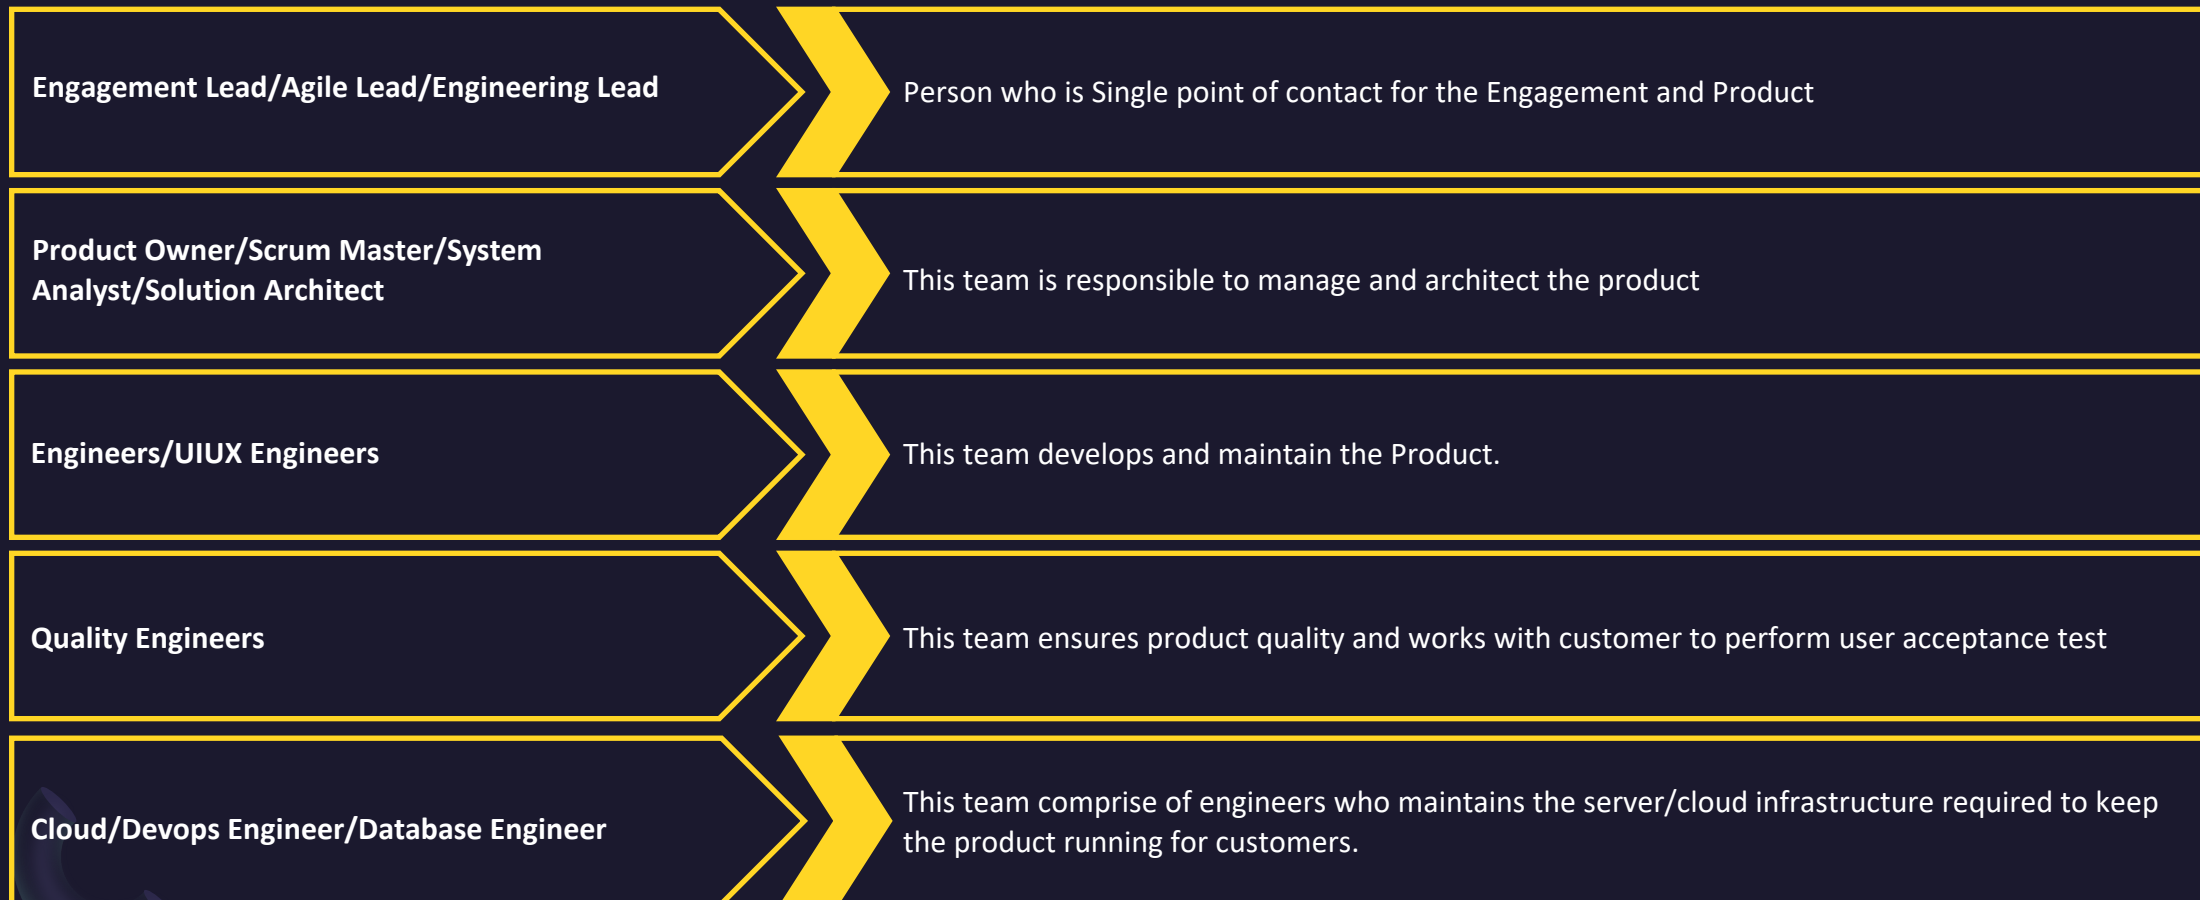 Engagement Lead/Agile Lead/Engineering Lead
Person who is Single point of contact for the Engagement and Product
Product Owner/Scrum Master/System
Analyst/Solution Architect
This team is responsible to manage and architect the product
Engineers/UIUX Engineers
This team develops and maintain the Product.
Quality Engineers
This team ensures product quality and works with customer to perform user acceptance test
Cloud/Devops Engineer/Database Engineer
This team comprise of engineers who maintains the server/cloud infrastructure required to keep
the product running for customers.